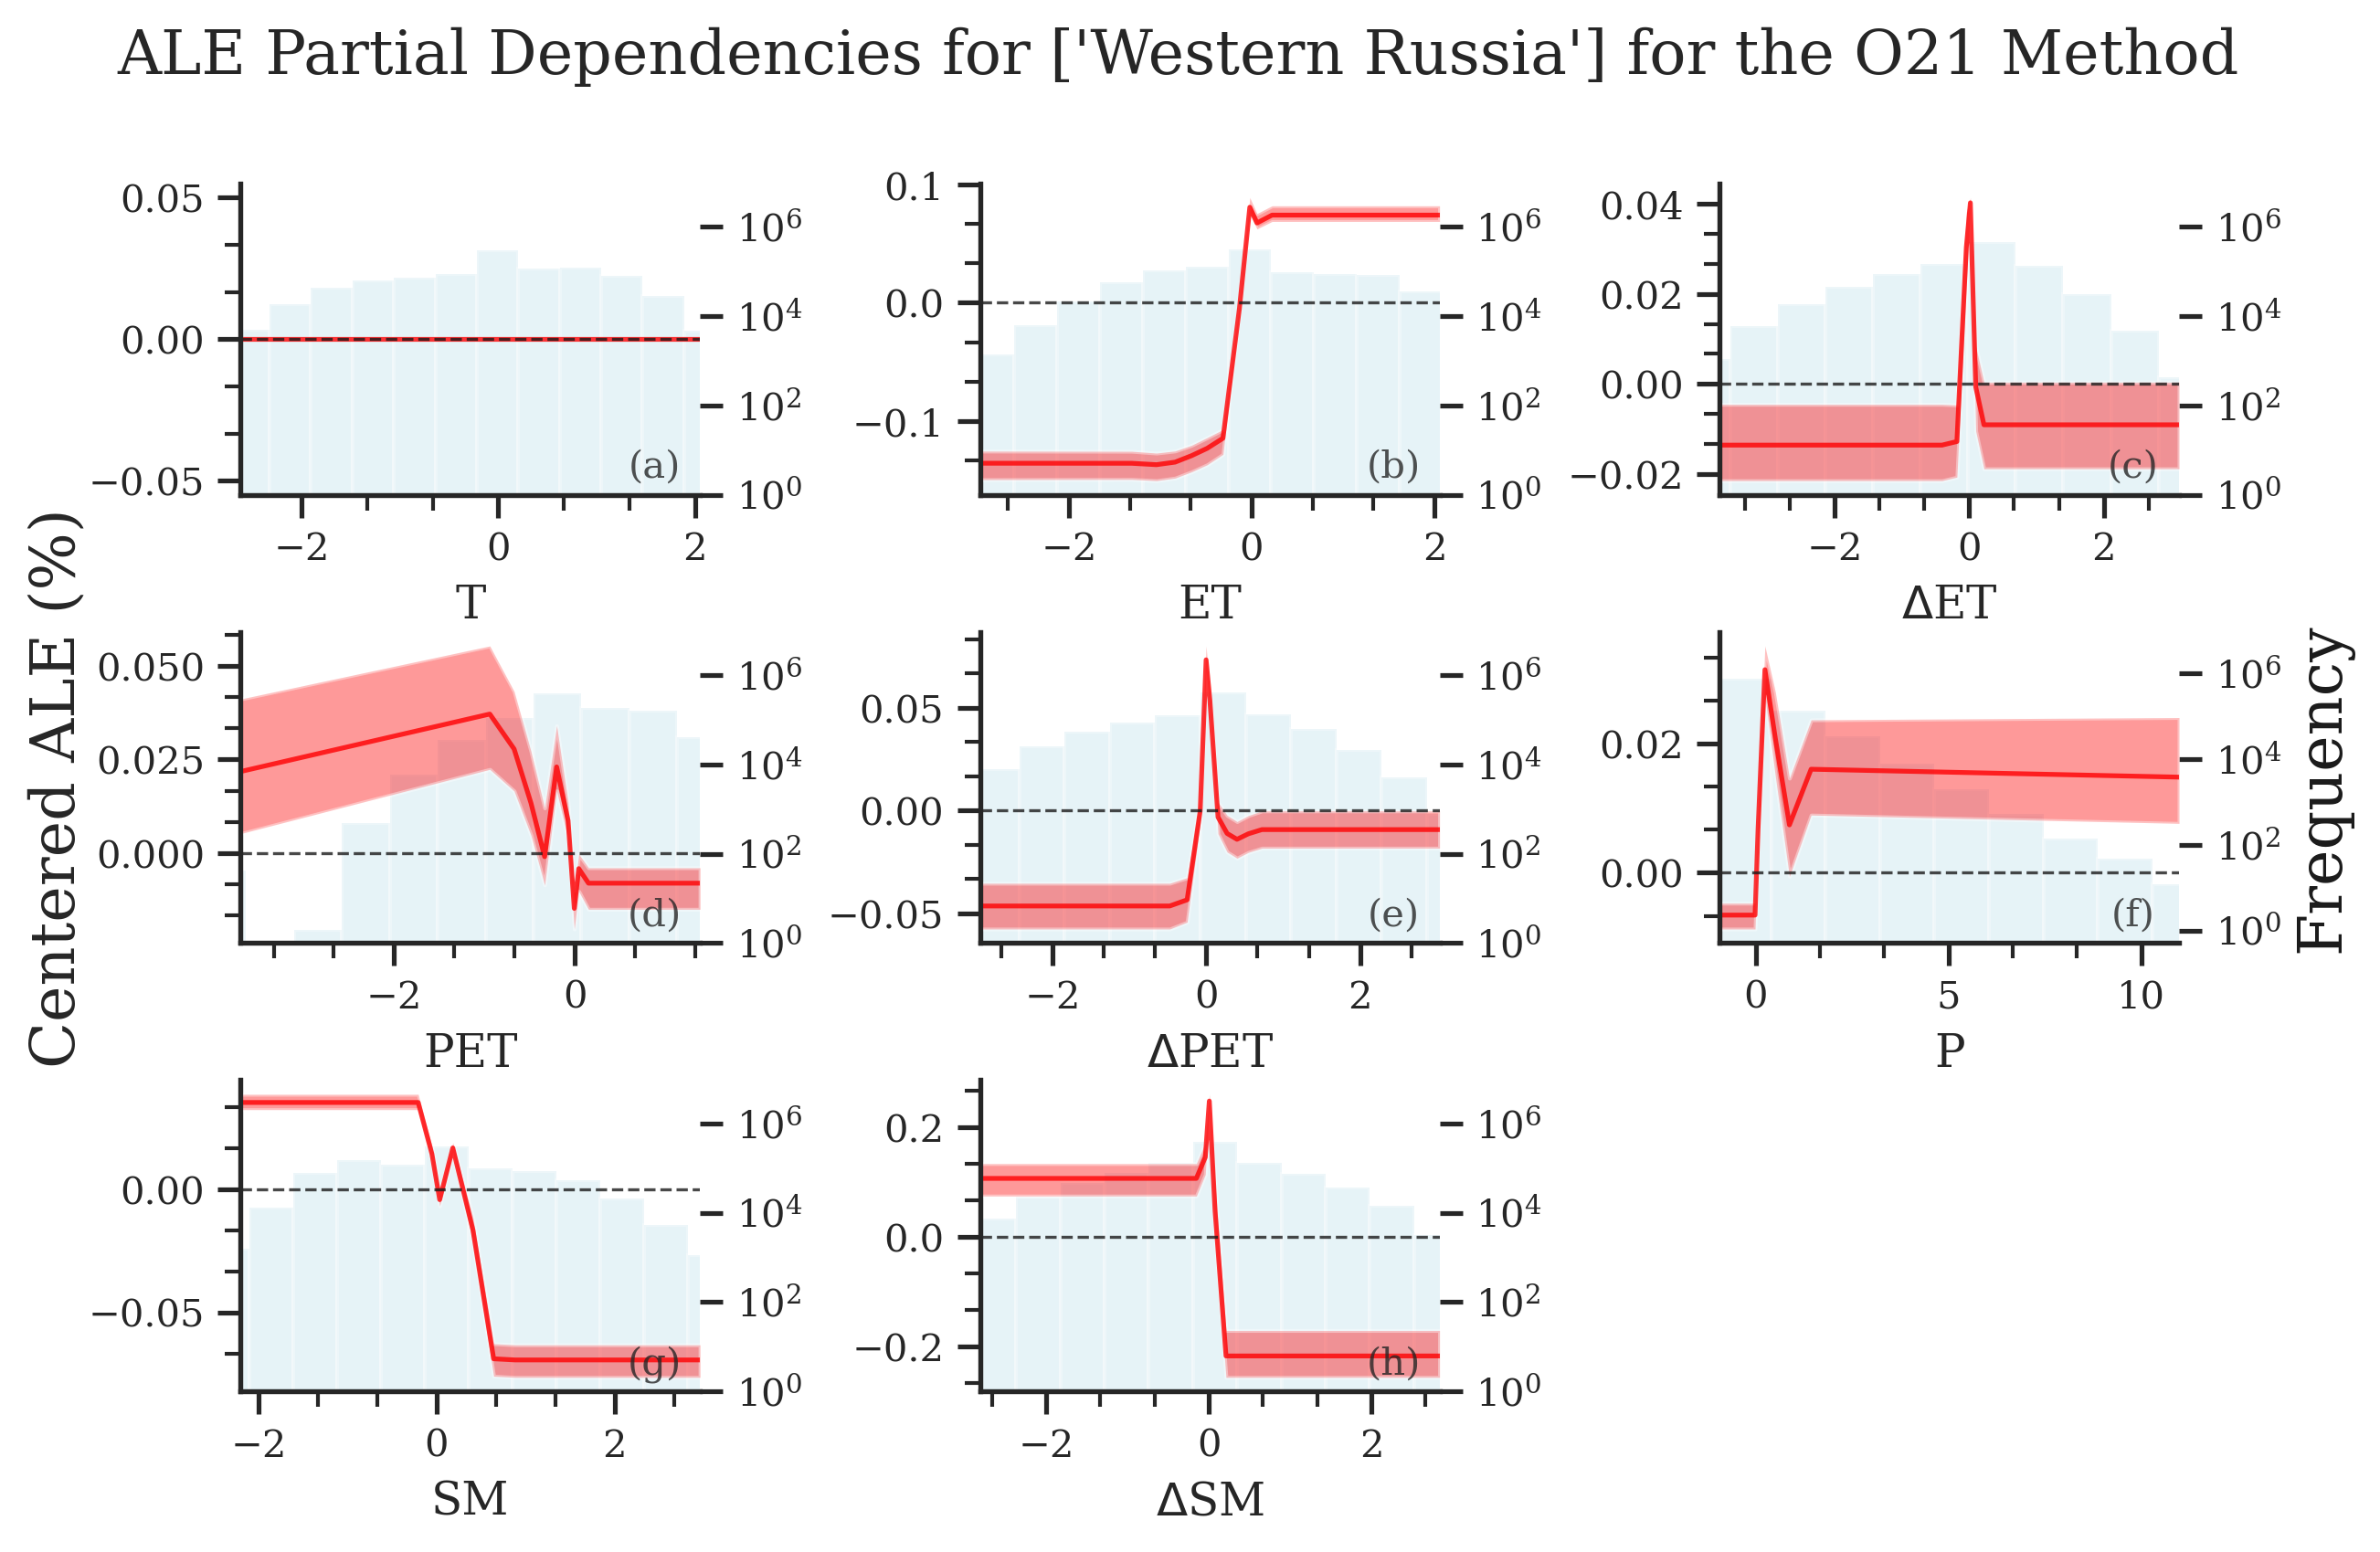 ALE Partial Dependencies for ['Western Russia'] for the O21 Method
Centered ALE (%)
Frequency
0.05
0.00
−0.05
10⁶
10⁴
10²
10⁰
(a)
−2 0 2
T
0.1
0.0
−0.1
10⁶
10⁴
10²
10⁰
(b)
−2 0 2
ET
0.04
0.02
0.00
−0.02
10⁶
10⁴
10²
10⁰
(c)
−2 0 2
ΔET
0.050
0.025
0.000
10⁶
10⁴
10²
10⁰
(d)
−2 0
PET
0.05
0.00
−0.05
10⁶
10⁴
10²
10⁰
(e)
−2 0 2
ΔPET
0.02
0.00
10⁶
10⁴
10²
10⁰
(f)
0 5 10
P
0.00
−0.05
10⁶
10⁴
10²
10⁰
(g)
−2 0 2
SM
0.2
0.0
−0.2
10⁶
10⁴
10²
10⁰
(h)
−2 0 2
ΔSM